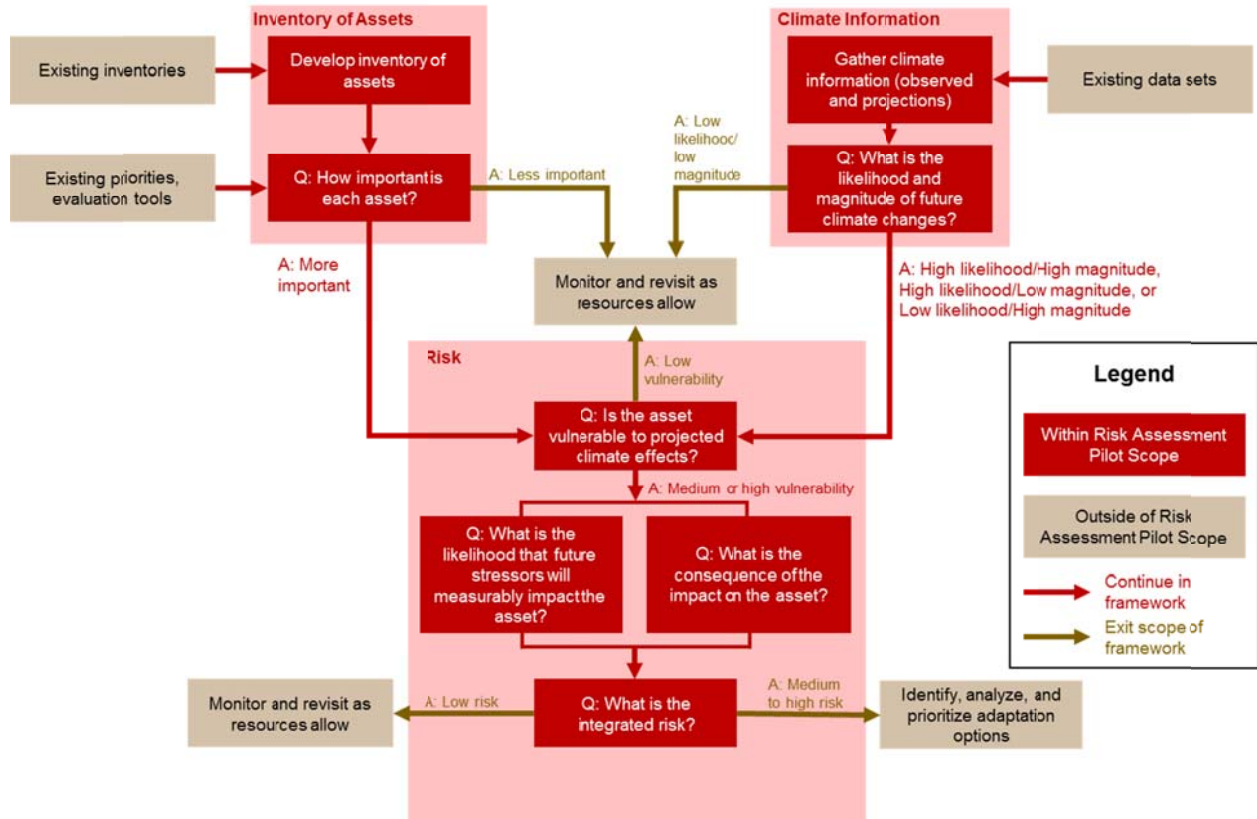 Inventory of Assets
Climate Information
Existing inventories
Develop inventory of
assets
Gather climate
information (observed
and projections)
Existing data sets
Existing priorities,
evaluation tools
Q: How important is
each asset?
A: Less important
A: Low
likelihood/
low
magnitude
Q: What is the
likelihood and
magnitude of future
climate changes?
A: More
important
Monitor and revisit as
resources allow
A: High likelihood/High magnitude,
High likelihood/Low magnitude, or
Low likelihood/High magnitude
Risk
A: Low
vulnerability
Q: Is the asset
vulnerable to projected
climate effects?
A: Medium or high vulnerability
Q: What is the
likelihood that future
stressors will
measurably impact the
asset?
Q: What is the
consequence of the
impact on the asset?
Monitor and revisit as
resources allow
A: Low risk
Q: What is the
integrated risk?
A: Medium
to high risk
Identify, analyze, and
prioritize adaptation
options
Legend
Within Risk Assessment
Pilot Scope
Outside of Risk
Assessment Pilot Scope
Continue in
framework
Exit scope of
framework